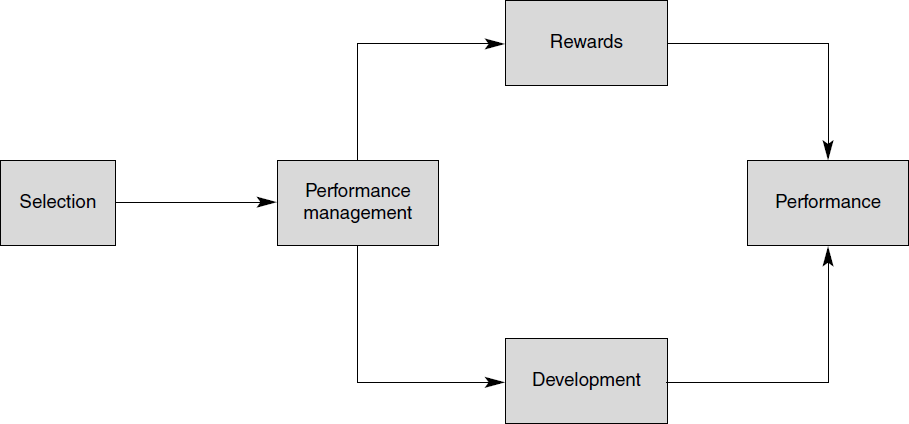 Rewards
Selection
Performance
management
Performance
Development